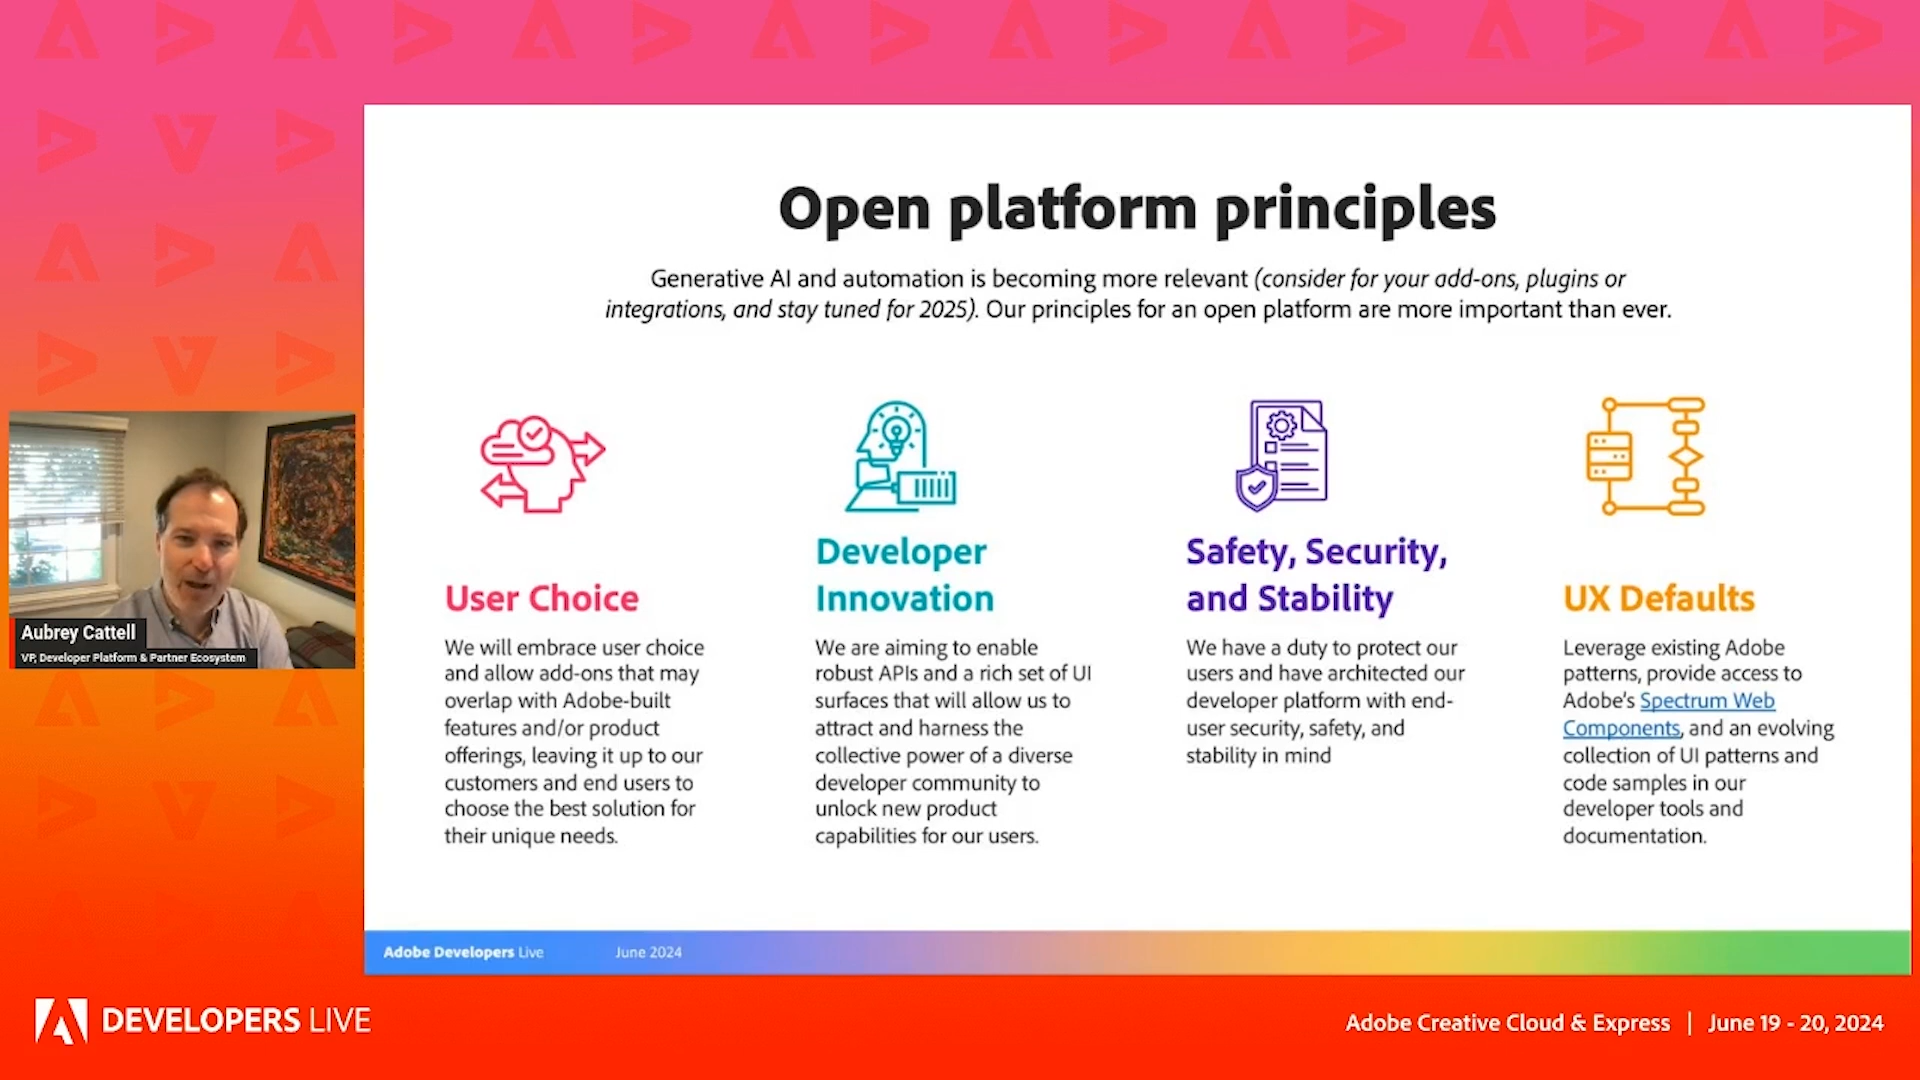 Open platform principles
Generative AI and automation is becoming more relevant (consider for your add-ons, plugins or
integrations, and stay tuned for 2025). Our principles for an open platform are more important than ever.
User Choice
We will embrace user choice
and allow add-ons that may
overlap with Adobe-built
features and/or product
offerings, leaving it up to our
customers and end users to
choose the best solution for
their unique needs.
Developer
Innovation
We are aiming to enable
robust APIs and a rich set of UI
surfaces that will allow us to
attract and harness the
collective power of a diverse
developer community to
unlock new product
capabilities for our users.
Safety, Security,
and Stability
We have a duty to protect our
users and have architected our
developer platform with end-
user security, safety, and
stability in mind
UX Defaults
Leverage existing Adobe
patterns, provide access to
Adobe's Spectrum Web
Components, and an evolving
collection of UI patterns and
code samples in our
developer tools and
documentation.
Aubrey Cattell
VP, Developer Platform & Partner Ecosystem
Adobe Developers Live June 2024
DEVELOPERS LIVE
Adobe Creative Cloud & Express | June 19 - 20, 2024